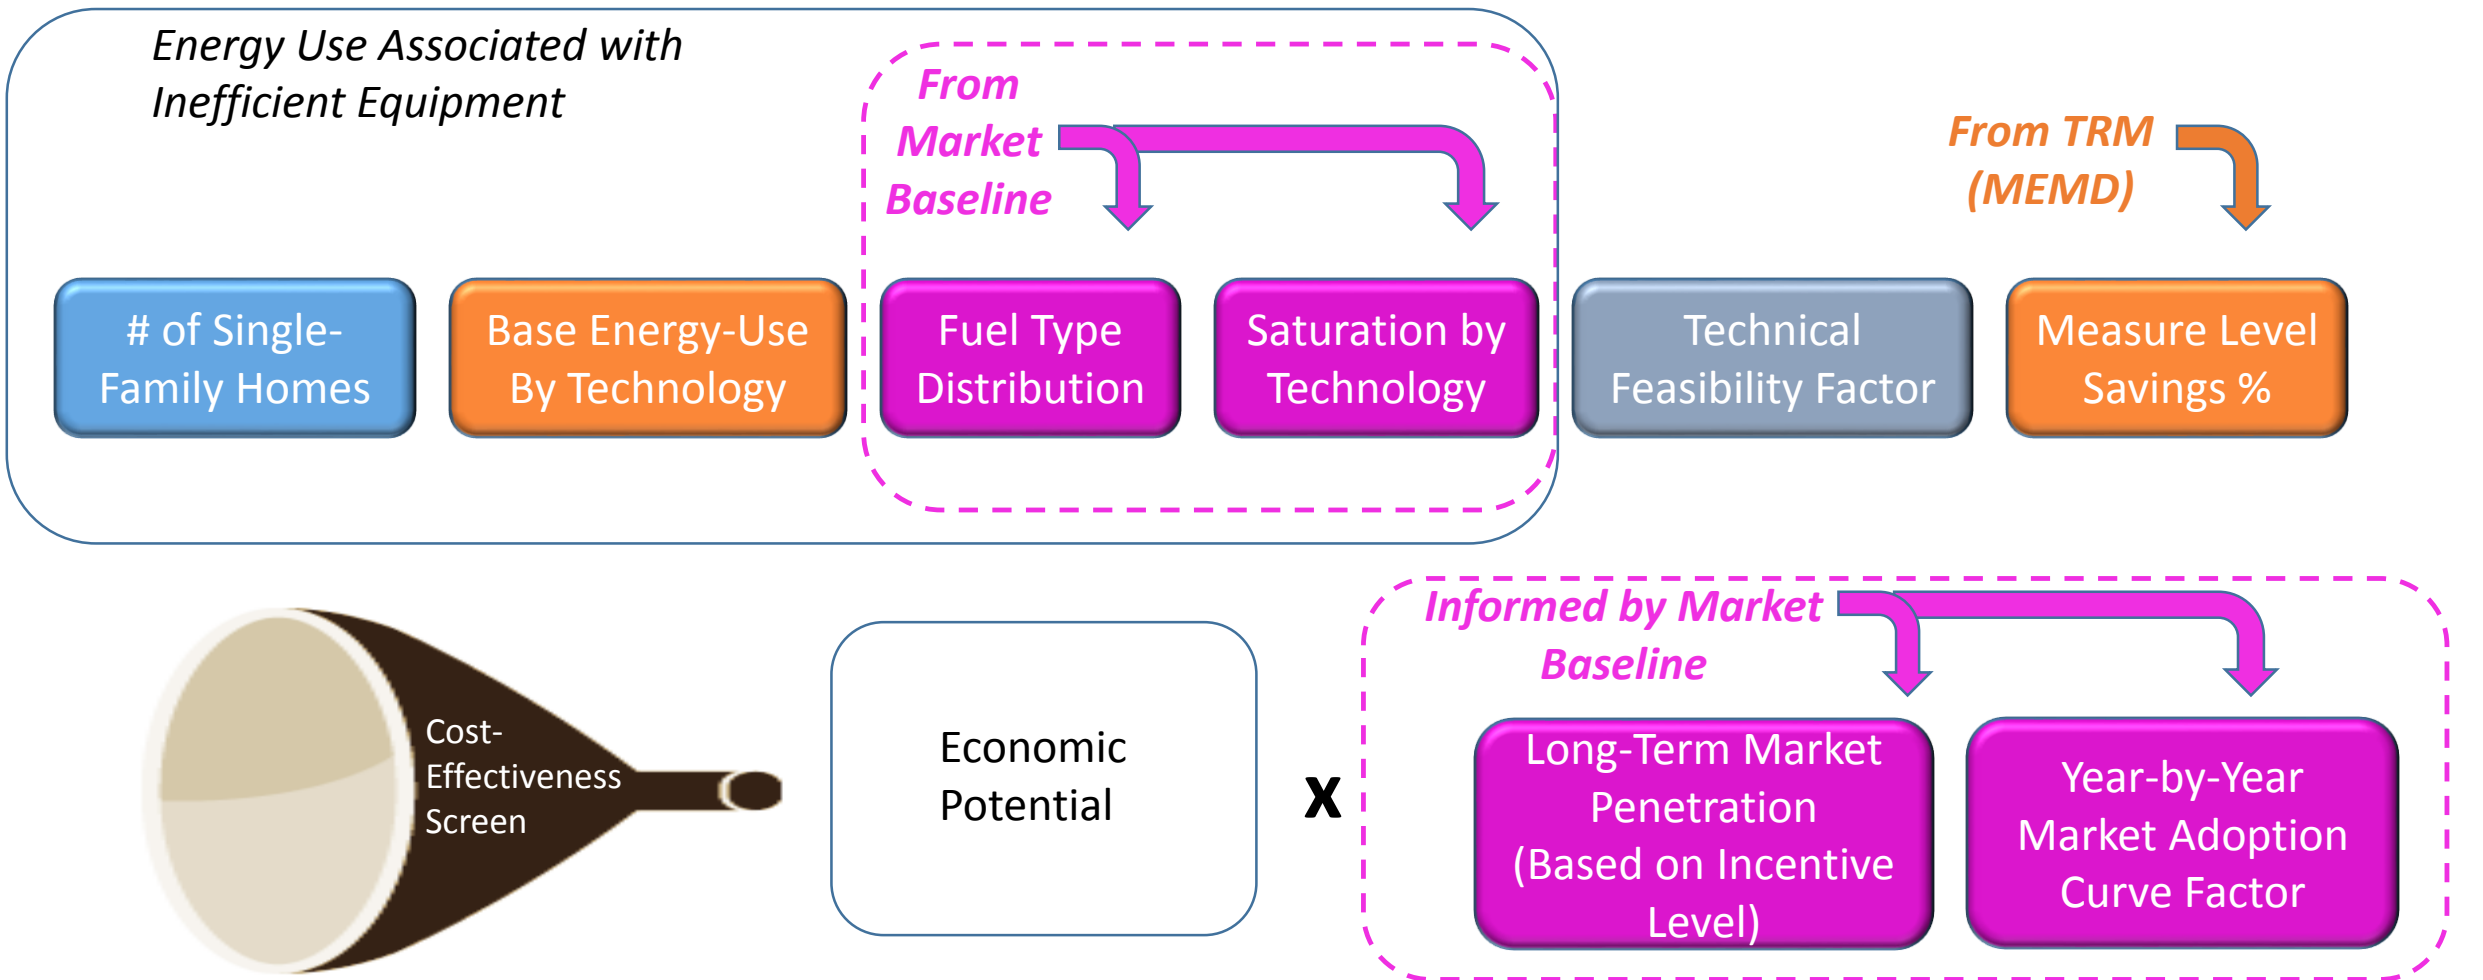 Energy Use Associated with
Inefficient Equipment
From
Market
Baseline
From TRM
(MEMD)
# of Single-
Family Homes
Base Energy-Use
By Technology
Fuel Type
Distribution
Saturation by
Technology
Technical
Feasibility Factor
Measure Level
Savings %
Cost-
Effectiveness
Screen
Economic
Potential
x
Informed by Market
Baseline
Long-Term Market
Penetration
(Based on Incentive
Level)
Year-by-Year
Market Adoption
Curve Factor